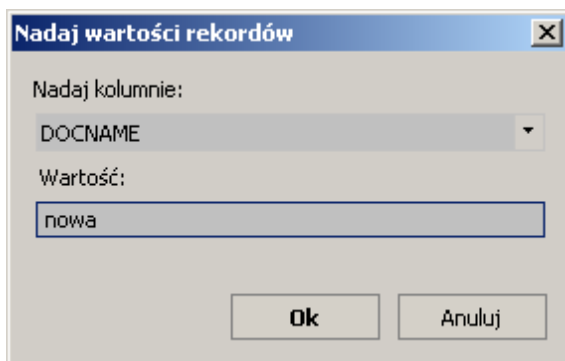 Nadaj wartości rekordów
Nadaj kolumnie:
DOCNAME
Wartość:
nowa
Ok
Anuluj